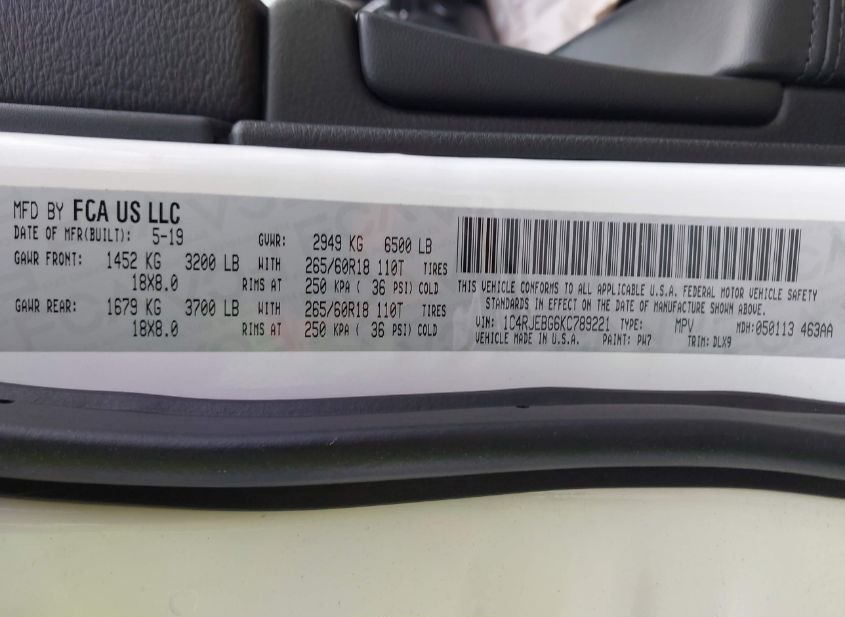 MFD BY FCA US LLC
DATE OF MFR(BUILT): 5-19 GVWR: 2949 KG 6500 LB
GAWR FRONT: 1452 KG 3200 LB WITH 265/60R18 110T TIRES
18X8.0 RIMS AT 250 KPA ( 36 PSI) COLD
GAWR REAR: 1679 KG 3700 LB WITH 265/60R18 110T TIRES
18X8.0 RIMS AT 250 KPA ( 36 PSI) COLD
THIS VEHICLE CONFORMS TO ALL APPLICABLE U.S.A. FEDERAL MOTOR VEHICLE SAFETY
STANDARDS IN EFFECT ON THE DATE OF MANUFACTURE SHOWN ABOVE.
VIN: 1C4RJEBG6KC789221 TYPE: MPV MDH:050113 463AA
VEHICLE MADE IN U.S.A. PAINT: PW7 TRIM: DLX9